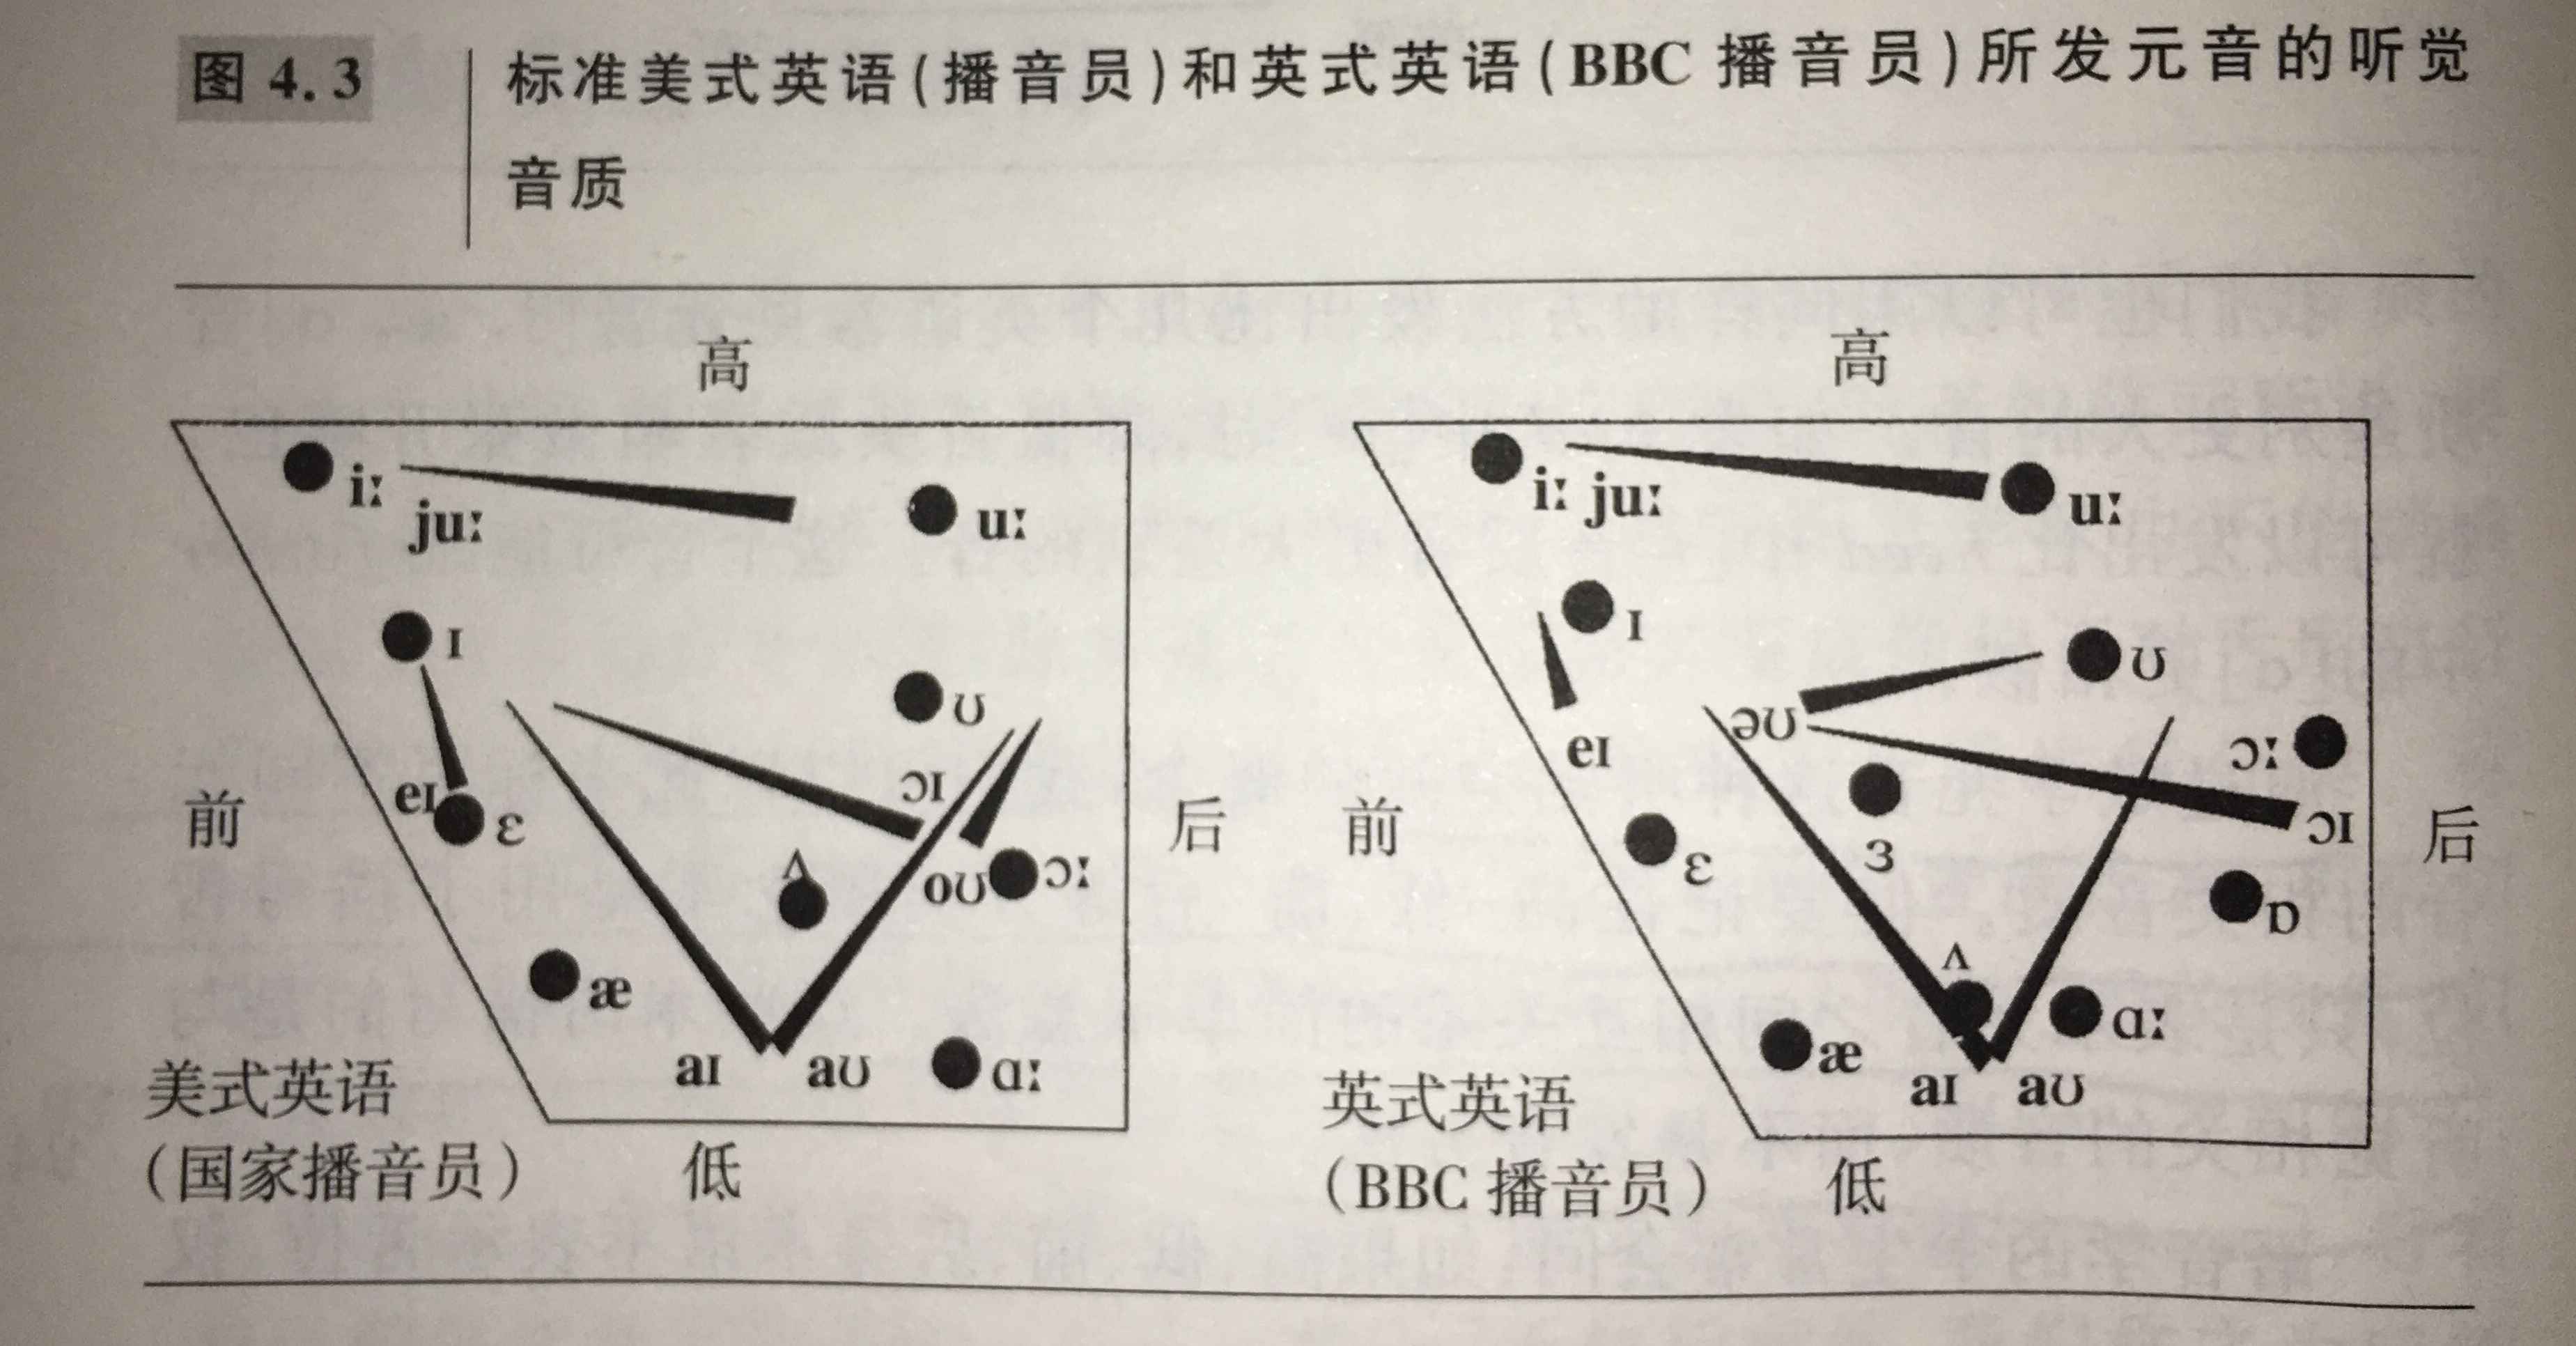 图 4.3
标准美式英语(播音员)和英式英语(BBC 播音员)所发元音的听觉
音质
高
iː
juː
uː
ɪ
ʊ
ɔɪ
eɪ
ɛ
前
后
ʌ
oʊ
ɔː
æ
aɪ
aʊ
ɑː
美式英语
(国家播音员)
低
高
iː
juː
uː
ɪ
ʊ
əʊ
eɪ
ɔː
前
ɔɪ
后
ɜ
ɛ
ɒ
ʌ
ɑː
æ
aɪ
aʊ
英式英语
(BBC 播音员)
低